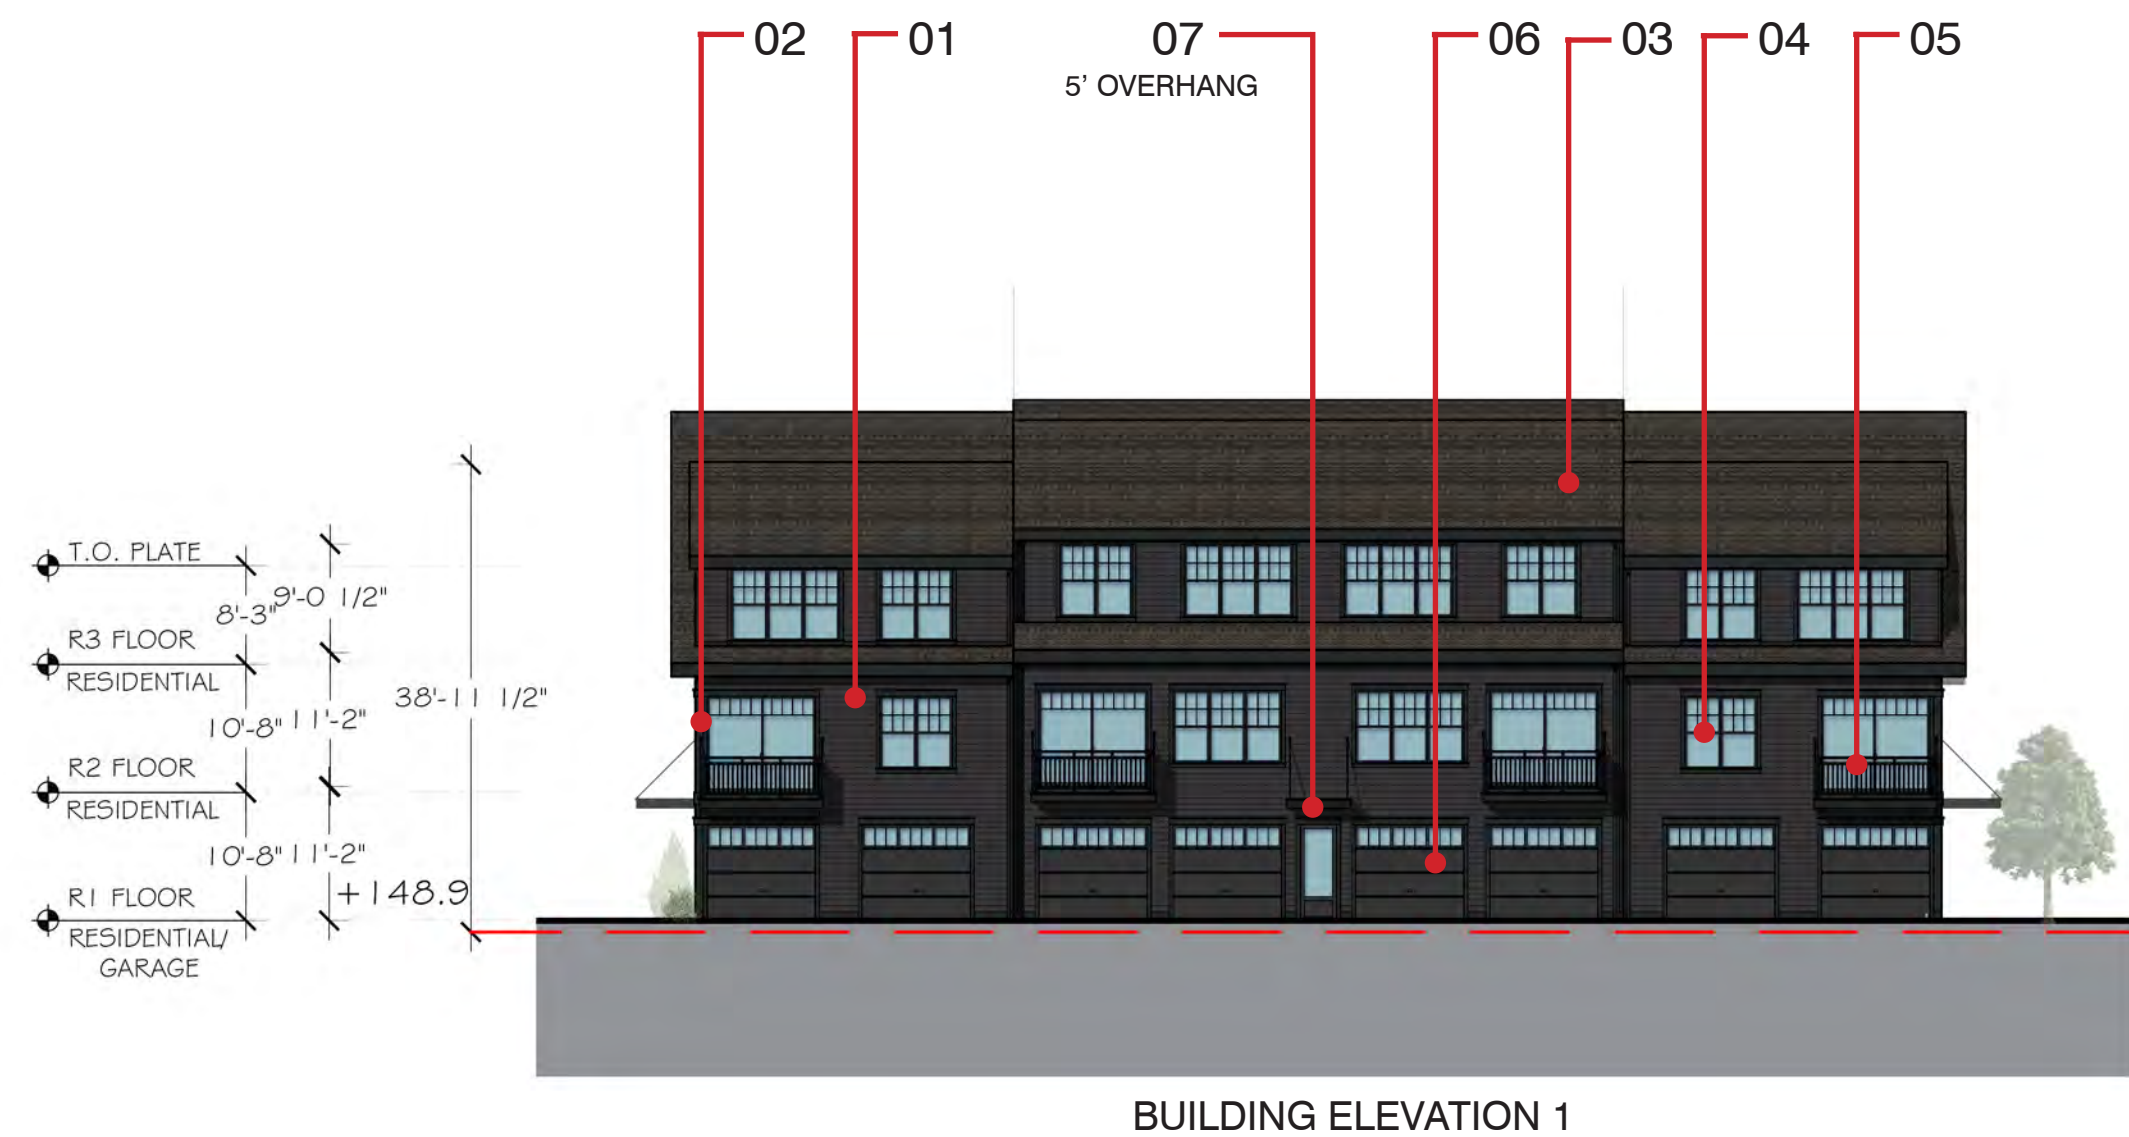 02
01
07
06
03
04
05
5’ OVERHANG
T.O. PLATE
8'-3"
9'-0 1/2"
R3 FLOOR
RESIDENTIAL
38'-11 1/2"
10'-8"
11'-2"
R2 FLOOR
RESIDENTIAL
10'-8"
11'-2"
R1 FLOOR
+148.9
RESIDENTIAL/
GARAGE
BUILDING ELEVATION 1